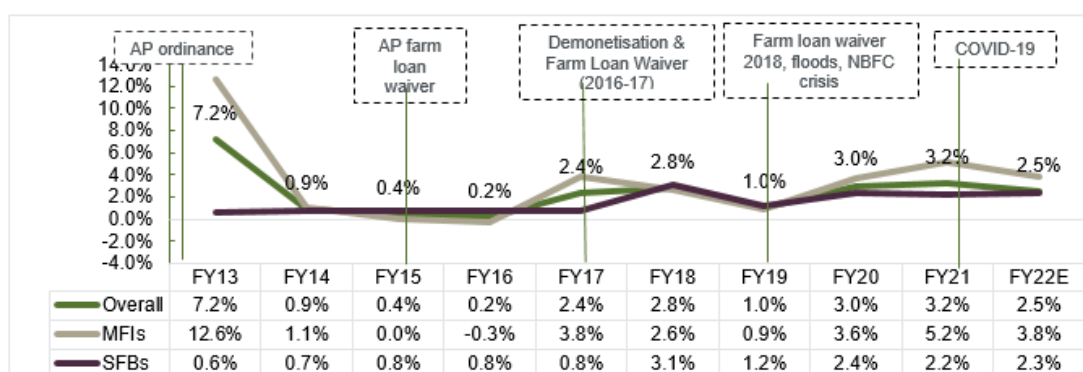 AP ordinance
AP farm
loan
waiver
Demonetisation &
Farm Loan Waiver
(2016-17)
Farm loan waiver
2018, floods, NBFC
crisis
COVID-19
14.0%
12.0%
10.0%
8.0%
6.0%
4.0%
2.0%
0.0%
-2.0%
-4.0%
7.2%
0.9%
0.4%
0.2%
2.4%
2.8%
1.0%
3.0%
3.2%
2.5%
FY13 FY14 FY15 FY16 FY17 FY18 FY19 FY20 FY21 FY22E
Overall 7.2% 0.9% 0.4% 0.2% 2.4% 2.8% 1.0% 3.0% 3.2% 2.5%
MFIs 12.6% 1.1% 0.0% -0.3% 3.8% 2.6% 0.9% 3.6% 5.2% 3.8%
SFBs 0.6% 0.7% 0.8% 0.8% 0.8% 3.1% 1.2% 2.4% 2.2% 2.3%